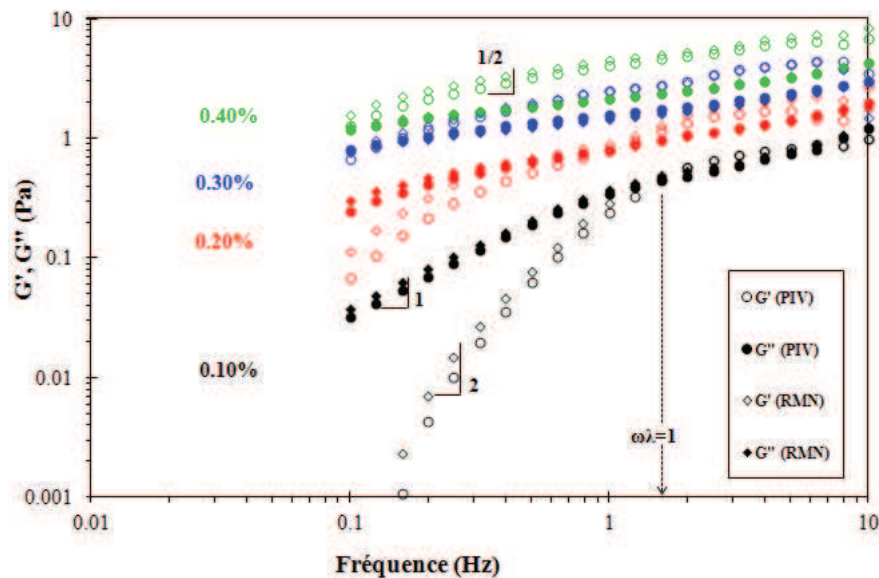 10
1/2
0.40%
1
0.30%
0.20%
G', G'' (Pa)
0.1
1
G' (PIV)
G'' (PIV)
0.10%
2
0.01
G' (RMN)
ωλ=1
G'' (RMN)
0.001
0.01
0.1
1
10
Fréquence (Hz)